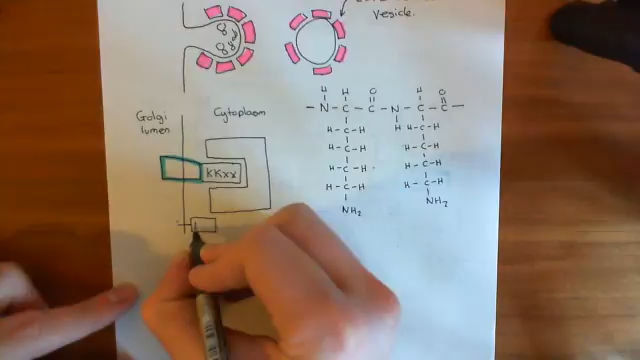 vesicle.
Golgi
lumen
Cytoplasm
KKxx
H H O H O
– N – C – C – N – C – C –
H – C – H H H – C – H
H – C – H H – C – H
H – C – H H – C – H
H – C – H H – C – H
NH2 NH2